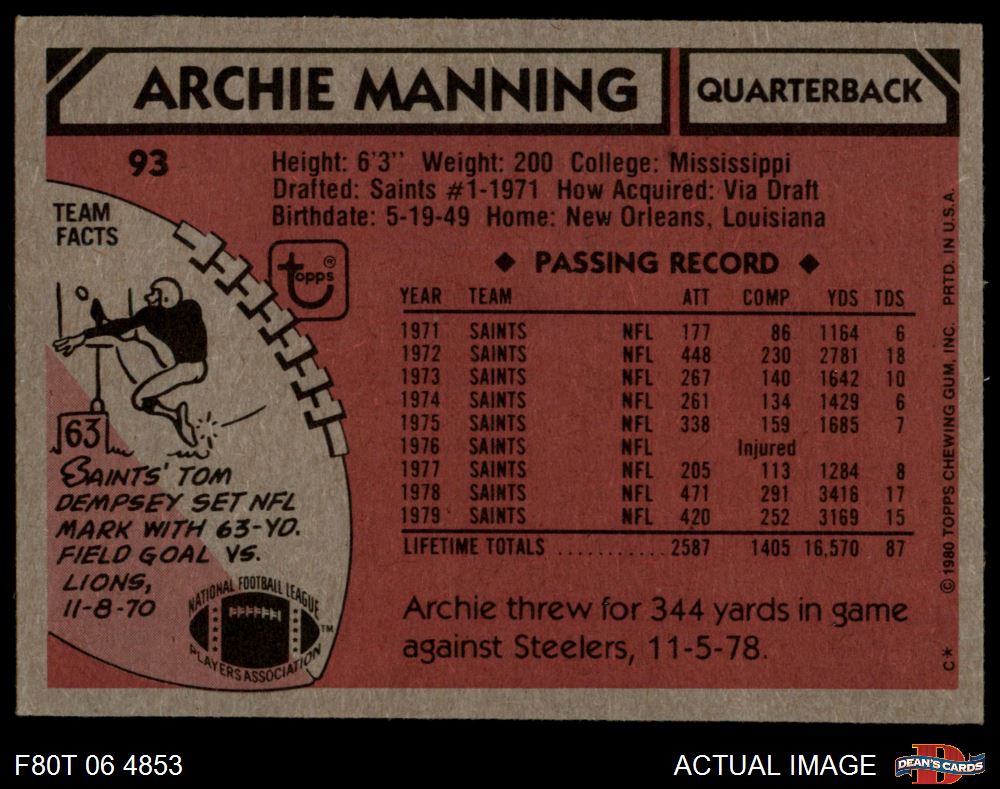 ARCHIE MANNING
QUARTERBACK
93
Height: 6'3" Weight: 200 College: Mississippi
Drafted: Saints #1-1971 How Acquired: Via Draft
Birthdate: 5-19-49 Home: New Orleans, Louisiana
TEAM
FACTS
63
SAINTS' TOM
DEMPSEY SET NFL
MARK WITH 63-YD.
FIELD GOAL VS.
LIONS,
11-8-70
NATIONAL FOOTBALL LEAGUE
PLAYERS ASSOCIATION
TM
topps ®
◆ PASSING RECORD ◆
YEAR TEAM ATT COMP YDS TDS
1971 SAINTS NFL 177 86 1164 6
1972 SAINTS NFL 448 230 2781 18
1973 SAINTS NFL 267 140 1642 10
1974 SAINTS NFL 261 134 1429 6
1975 SAINTS NFL 338 159 1685 7
1976 SAINTS NFL Injured
1977 SAINTS NFL 205 113 1284 8
1978 SAINTS NFL 471 291 3416 17
1979 SAINTS NFL 420 252 3169 15
LIFETIME TOTALS ........... 2587 1405 16,570 87
Archie threw for 344 yards in game
against Steelers, 11-5-78.
© 1980 TOPPS CHEWING GUM, INC. PRTD. IN U.S.A.
C*
F80T 06 4853
ACTUAL IMAGE
D
DEAN'S CARDS